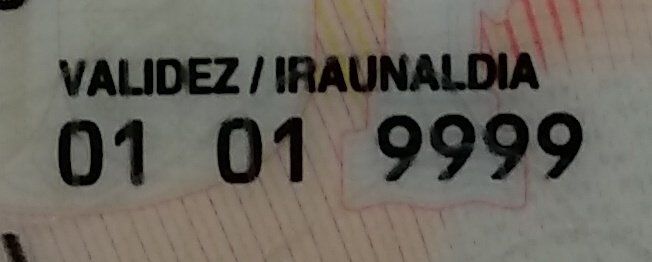 VALIDEZ / IRAUNALDIA
01 01 9999